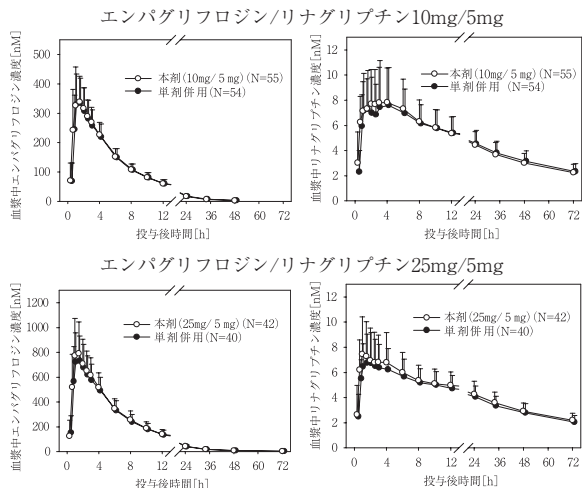 エンパグリフロジン/リナグリプチン10mg/5mg
血漿中エンパグリフロジン濃度[nM]
500
400
300
200
100
0
本剤(10mg/5mg)(N=55)
単剤併用(N=54)
0 4 8 12 24 36 48 60 72
投与後時間[h]
血漿中リナグリプチン濃度[nM]
12
10
8
6
4
2
0
本剤(10mg/5mg)(N=55)
単剤併用(N=54)
0 4 8 12 24 36 48 60 72
投与後時間[h]
エンパグリフロジン/リナグリプチン25mg/5mg
血漿中エンパグリフロジン濃度[nM]
1200
1000
800
600
400
200
0
本剤(25mg/5mg)(N=42)
単剤併用(N=40)
0 4 8 12 24 36 48 60 72
投与後時間[h]
血漿中リナグリプチン濃度[nM]
12
10
8
6
4
2
0
本剤(25mg/5mg)(N=42)
単剤併用(N=40)
0 4 8 12 24 36 48 60 72
投与後時間[h]